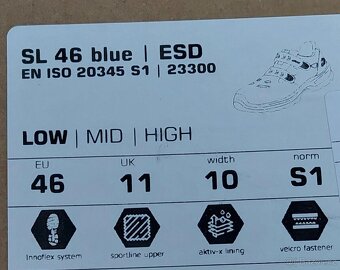 SL 46 blue | ESD
EN ISO 20345 S1 | 23300
LOW | MID | HIGH
EU UK width norm
46 11 10 S1
Innoflex system sportline upper aktiv-x lining velcro fastener